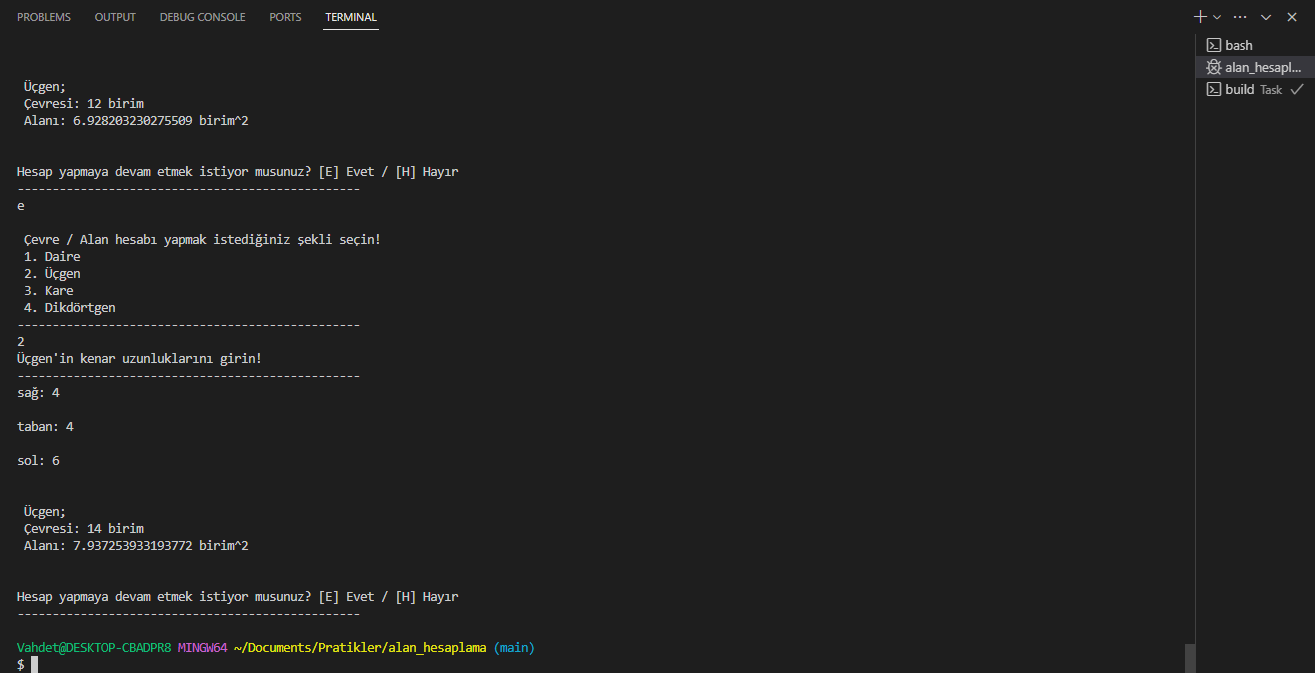 PROBLEMS OUTPUT DEBUG CONSOLE PORTS TERMINAL
bash
alan_hesapl...
build Task
Üçgen;
Çevresi: 12 birim
Alanı: 6.928203230275509 birim^2
Hesap yapmaya devam etmek istiyor musunuz? [E] Evet / [H] Hayır
-------------------------------------------------
e
Çevre / Alan hesabı yapmak istediğiniz şekli seçin!
1. Daire
2. Üçgen
3. Kare
4. Dikdörtgen
-------------------------------------------------
2
Üçgen'in kenar uzunluklarını girin!
-------------------------------------------------
sağ: 4
taban: 4
sol: 6
Üçgen;
Çevresi: 14 birim
Alanı: 7.937253933193772 birim^2
Hesap yapmaya devam etmek istiyor musunuz? [E] Evet / [H] Hayır
-------------------------------------------------
Vahdet@DESKTOP-CBADPR8 MINGW64 ~/Documents/Pratikler/alan_hesaplama (main)
$